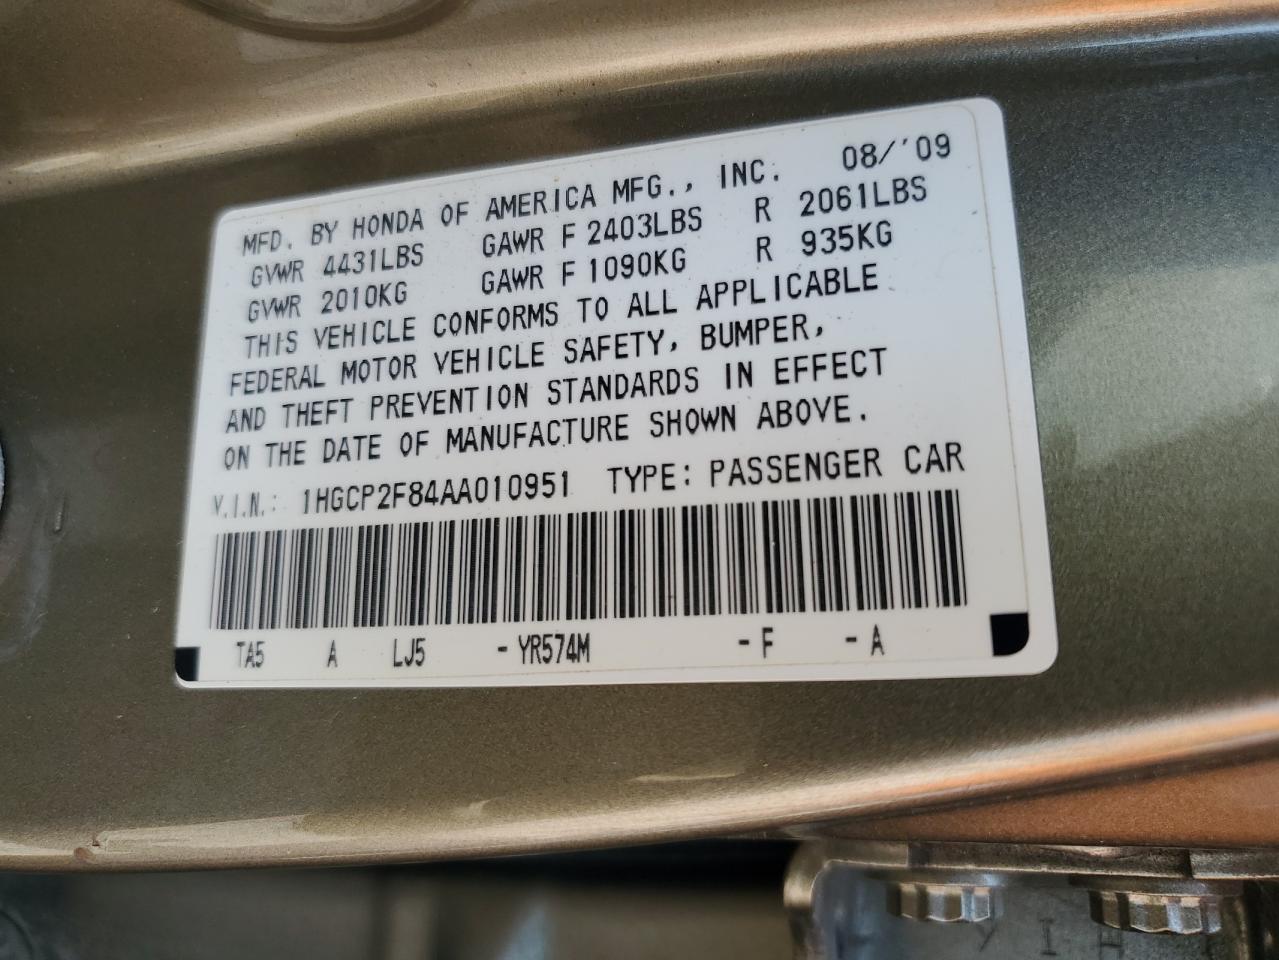 MFD. BY HONDA OF AMERICA MFG., INC. 08/'09
GVWR 4431LBS GAWR F 2403LBS R 2061LBS
GVWR 2010KG GAWR F 1090KG R 935KG
THIS VEHICLE CONFORMS TO ALL APPLICABLE
FEDERAL MOTOR VEHICLE SAFETY, BUMPER,
AND THEFT PREVENTION STANDARDS IN EFFECT
ON THE DATE OF MANUFACTURE SHOWN ABOVE.
V.I.N.: 1HGCP2F84AA010951 TYPE: PASSENGER CAR
TA5 A LJ5 - YR574M - F - A